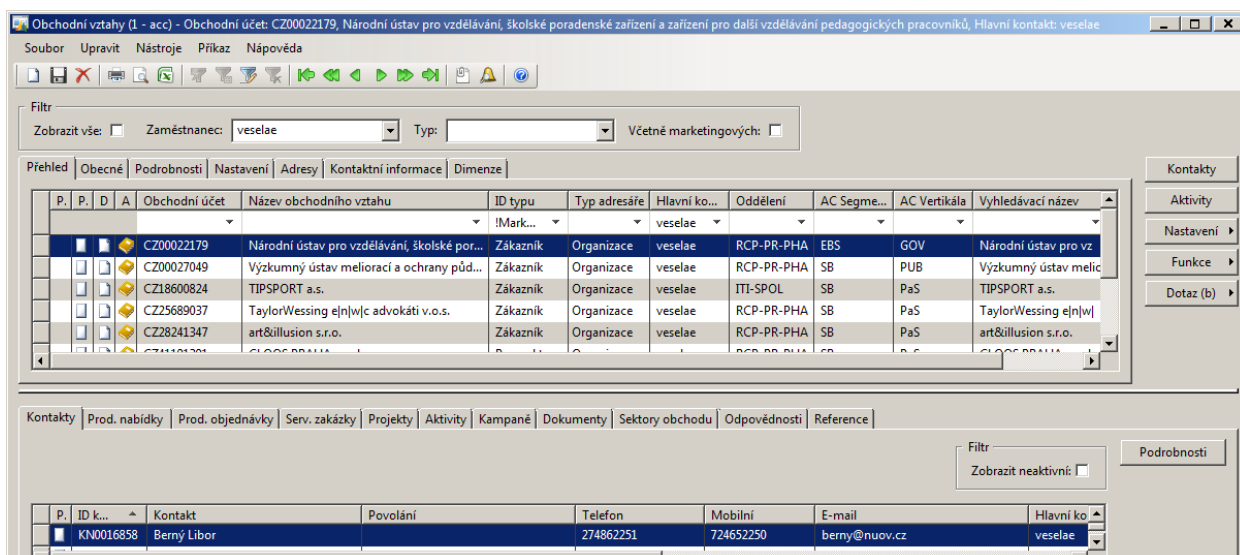 Obchodní vztahy (1 - acc) - Obchodní účet: CZ00022179, Národní ústav pro vzdělávání, školské poradenské zařízení a zařízení pro další vzdělávání pedagogických pracovníků, Hlavní kontakt: veselae
Soubor Upravit Nástroje Příkaz Nápověda
Filtr
Zobrazit vše: Zaměstnanec: veselae Typ: Včetně marketingových:
Přehled Obecné Podrobnosti Nastavení Adresy Kontaktní informace Dimenze Kontakty
P. P. D A Obchodní účet Název obchodního vztahu ID typu Typ adresáře Hlavní ko... Oddělení AC Segme... AC Vertikála Vyhledávací název Aktivity
!Mark... veselae Nastavení
CZ00022179 Národní ústav pro vzdělávání, školské por... Zákazník Organizace veselae RCP-PR-PHA EBS GOV Národní ústav pro vz
CZ00027049 Výzkumný ústav meliorací a ochrany půd... Zákazník Organizace veselae RCP-PR-PHA SB PUB Výzkumný ústav melic Funkce
CZ18600824 TIPSPORT a.s. Zákazník Organizace veselae ITI-SPOL SB PaS TIPSPORT a.s. Dotaz (b)
CZ25689037 TaylorWessing e|n|w|c advokáti v.o.s. Zákazník Organizace veselae RCP-PR-PHA SB PaS TaylorWessing e|n|w|
CZ28241347 art&illusion s.r.o. Zákazník Organizace veselae RCP-PR-PHA SB PaS art&illusion s.r.o.
Kontakty Prod. nabídky Prod. objednávky Serv. zakázky Projekty Aktivity Kampaně Dokumenty Sektory obchodu Odpovědnosti Reference
Filtr Podrobnosti
Zobrazit neaktivní:
P. ID k... Kontakt Povolání Telefon Mobilní E-mail Hlavní ko
KN0016858 Berný Libor 274862251 724652250 berny@nuov.cz veselae